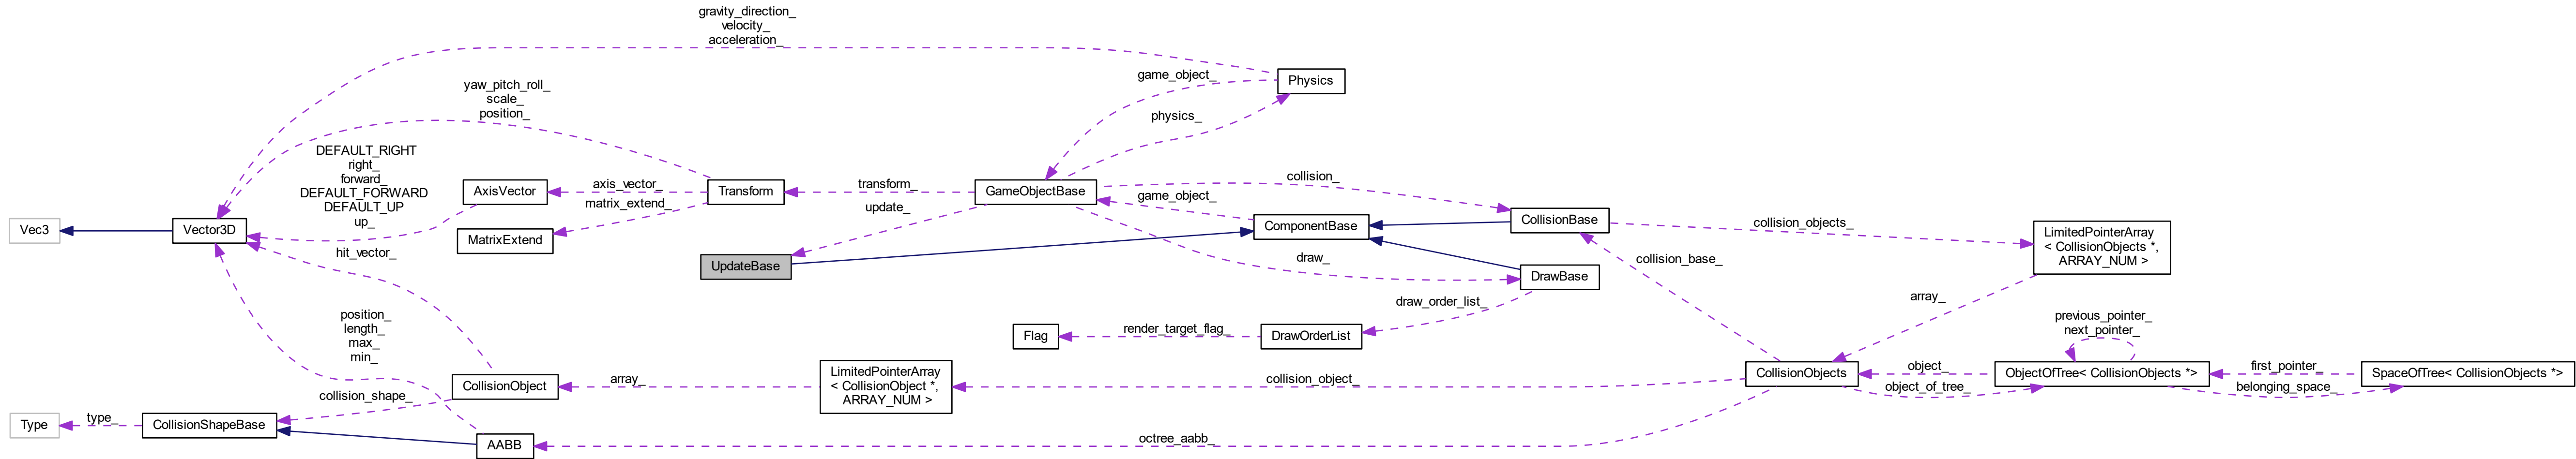 gravity_direction_
velocity_
acceleration_
Physics
game_object_
yaw_pitch_roll_
scale_
position_
physics_
DEFAULT_RIGHT
right_
forward_
DEFAULT_FORWARD
DEFAULT_UP
up_
AxisVector
axis_vector_
matrix_extend_
Transform
transform_
GameObjectBase
collision_
update_
game_object_
CollisionBase
collision_objects_
LimitedPointerArray
< CollisionObjects *,
ARRAY_NUM >
Vec3
Vector3D
MatrixExtend
ComponentBase
hit_vector_
UpdateBase
draw_
DrawBase
collision_base_
array_
draw_order_list_
position_
length_
max_
min_
Flag
render_target_flag_
DrawOrderList
previous_pointer_
next_pointer_
CollisionObject
array_
LimitedPointerArray
< CollisionObject *,
ARRAY_NUM >
collision_object_
CollisionObjects
object_
object_of_tree_
ObjectOfTree< CollisionObjects *>
first_pointer_
belonging_space_
SpaceOfTree< CollisionObjects *>
collision_shape_
Type
type_
CollisionShapeBase
AABB
octree_aabb_